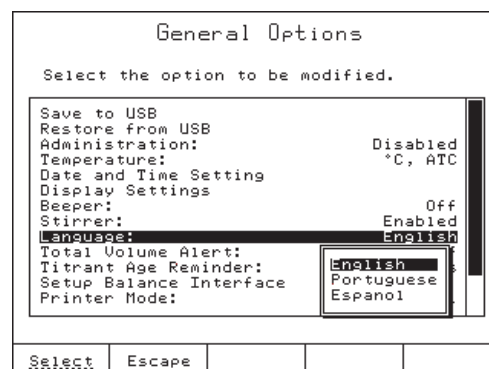 General Options
Select the option to be modified.
Save to USB
Restore from USB
Administration: Disabled
Temperature: °C, ATC
Date and Time Setting
Display Settings
Beeper: Off
Stirrer: Enabled
Language: English
Total Volume Alert:
Titrant Age Reminder:
Setup Balance Interface
Printer Mode:
English
Portuguese
Espanol
Select Escape